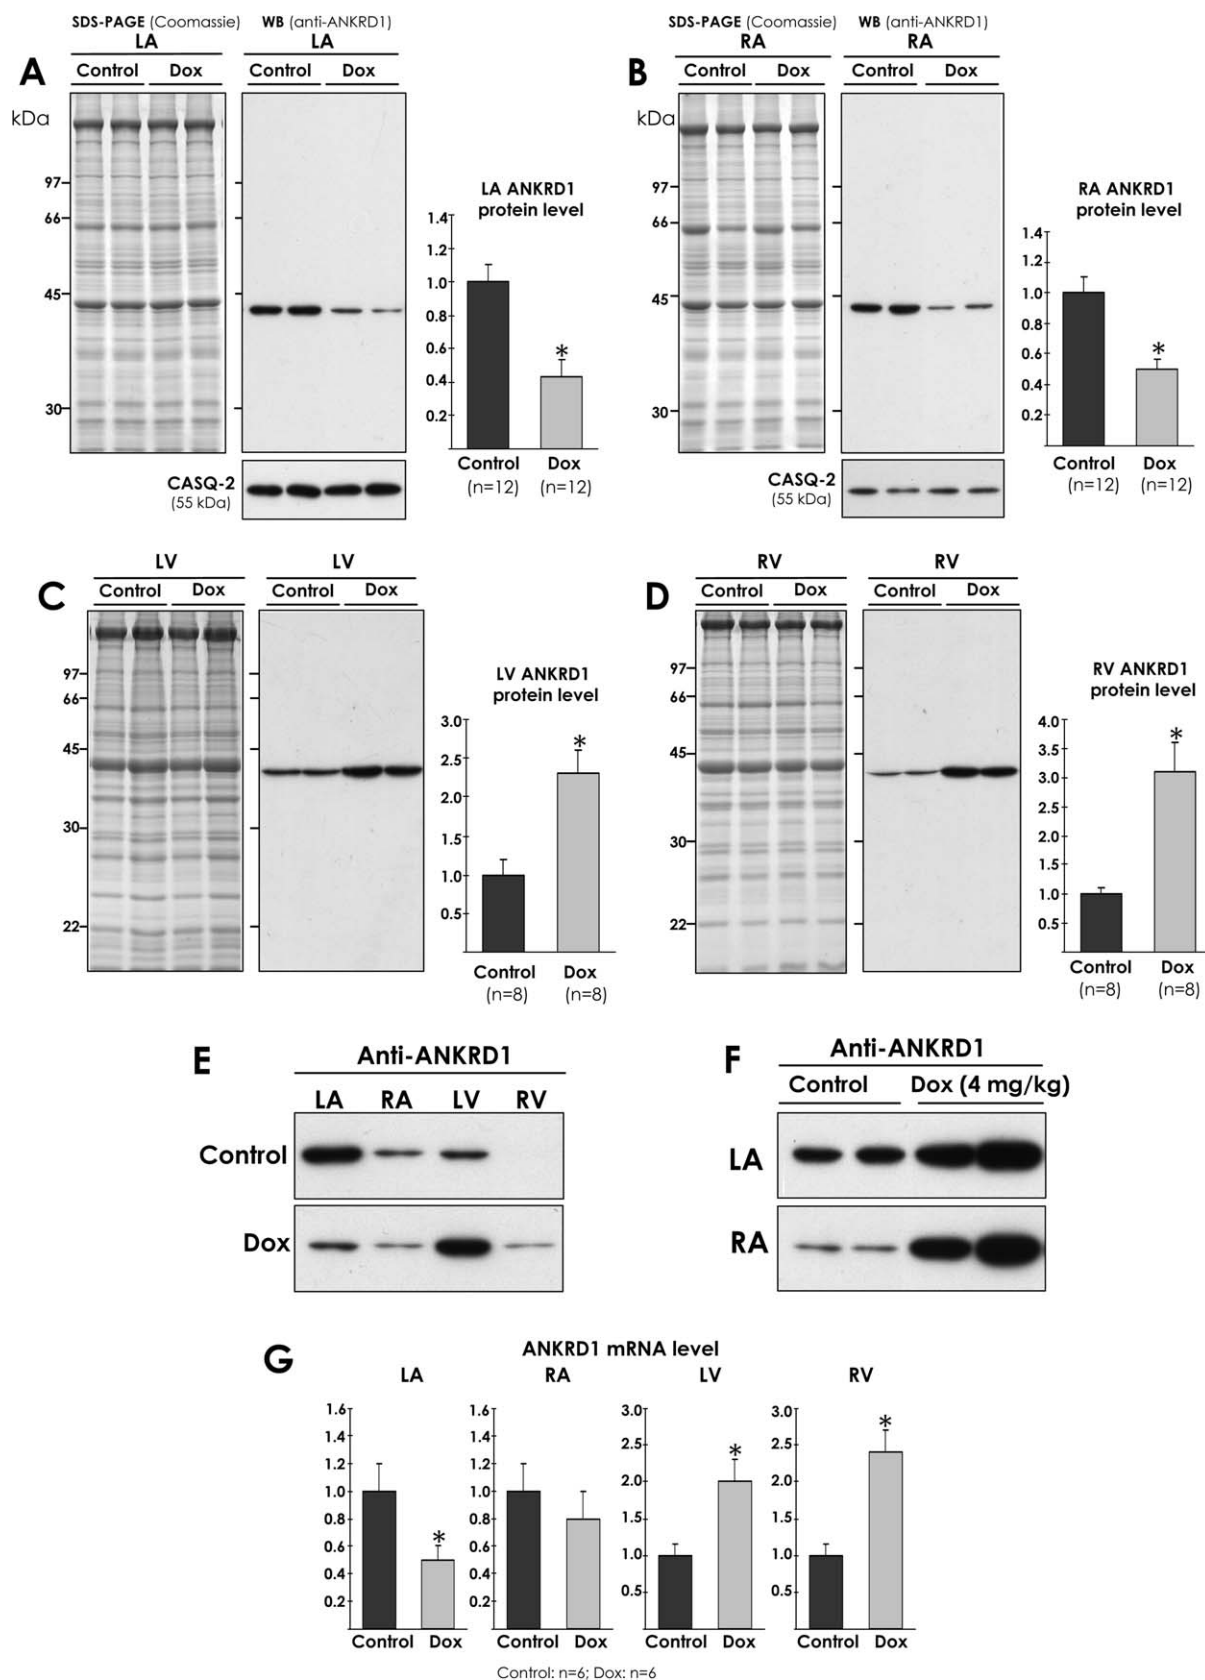 SDS-PAGE (Coomassie) WB (anti-ANKRD1)
LA LA
A Control Dox Control Dox
kDa
97
66
45
30
LA ANKRD1
protein level
1.4
1.2
1.0
0.8
0.6
0.4
0.2
*
Control Dox
(n=12) (n=12)
CASQ-2
(55 kDa)
SDS-PAGE (Coomassie) WB (anti-ANKRD1)
RA RA
B Control Dox Control Dox
kDa
97
66
45
30
RA ANKRD1
protein level
1.4
1.2
1.0
0.8
0.6
0.4
0.2
*
Control Dox
(n=12) (n=12)
CASQ-2
(55 kDa)
LV LV
C Control Dox Control Dox
97
66
45
30
22
LV ANKRD1
protein level
3.0
2.5
2.0
1.5
1.0
0.5
*
Control Dox
(n=8) (n=8)
RV RV
D Control Dox Control Dox
97
66
45
30
22
RV ANKRD1
protein level
4.0
3.5
3.0
2.5
2.0
1.5
1.0
0.5
*
Control Dox
(n=8) (n=8)
E Anti-ANKRD1
LA RA LV RV
Control
Dox
F Anti-ANKRD1
Control Dox (4 mg/kg)
LA
RA
G ANKRD1 mRNA level
LA RA LV RV
1.6
1.4
1.2
1.0
0.8
0.6
0.4
0.2
*
Control Dox
1.6
1.4
1.2
1.0
0.8
0.6
0.4
0.2
Control Dox
3.0
2.5
2.0
1.5
1.0
0.5
*
Control Dox
3.0
2.5
2.0
1.5
1.0
0.5
*
Control Dox
Control: n=6; Dox: n=6